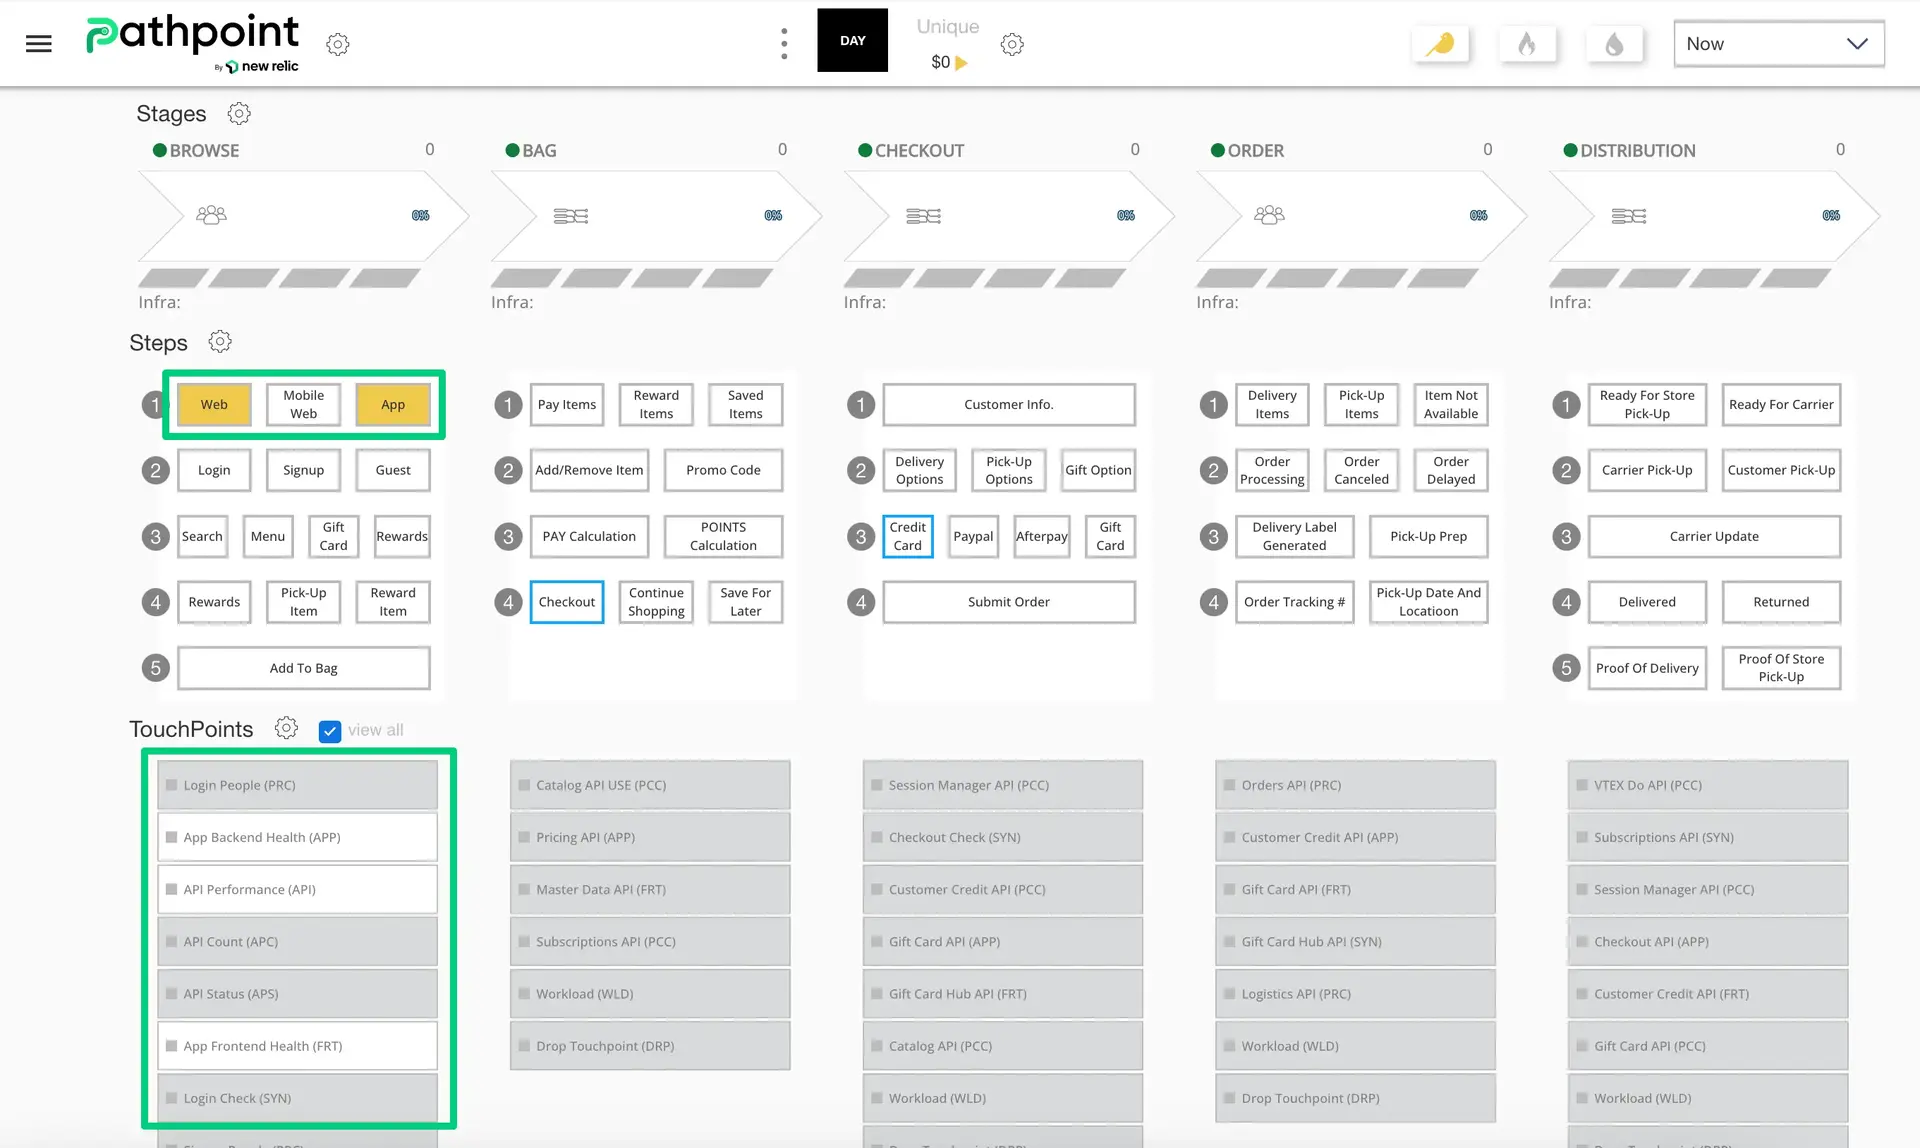 Pathpoint
By new relic
DAY
Unique
$0
Now
Stages
BROWSE 0
BAG 0
CHECKOUT 0
ORDER 0
DISTRIBUTION 0
0%
0%
0%
0%
0%
Infra:
Infra:
Infra:
Infra:
Infra:
Steps
1 Web Mobile Web App
2 Login Signup Guest
3 Search Menu Gift Card Rewards
4 Rewards Pick-Up Item Reward Item
5 Add To Bag
1 Pay Items Reward Items Saved Items
2 Add/Remove Item Promo Code
3 PAY Calculation POINTS Calculation
4 Checkout Continue Shopping Save For Later
1 Customer Info.
2 Delivery Options Pick-Up Options Gift Option
3 Credit Card Paypal Afterpay Gift Card
4 Submit Order
1 Delivery Items Pick-Up Items Item Not Available
2 Order Processing Order Canceled Order Delayed
3 Delivery Label Generated Pick-Up Prep
4 Order Tracking # Pick-Up Date And Locatioon
1 Ready For Store Pick-Up Ready For Carrier
2 Carrier Pick-Up Customer Pick-Up
3 Carrier Update
4 Delivered Returned
5 Proof Of Delivery Proof Of Store Pick-Up
TouchPoints view all
Login People (PRC)
App Backend Health (APP)
API Performance (API)
API Count (APC)
API Status (APS)
App Frontend Health (FRT)
Login Check (SYN)
Catalog API USE (PCC)
Pricing API (APP)
Master Data API (FRT)
Subscriptions API (PCC)
Workload (WLD)
Drop Touchpoint (DRP)
Session Manager API (PCC)
Checkout Check (SYN)
Customer Credit API (PCC)
Gift Card API (APP)
Gift Card Hub API (FRT)
Catalog API (PCC)
Workload (WLD)
Orders API (PRC)
Customer Credit API (APP)
Gift Card API (FRT)
Gift Card Hub API (SYN)
Logistics API (PRC)
Workload (WLD)
Drop Touchpoint (DRP)
VTEX Do API (PCC)
Subscriptions API (SYN)
Session Manager API (PCC)
Checkout API (APP)
Customer Credit API (FRT)
Gift Card API (PCC)
Workload (WLD)